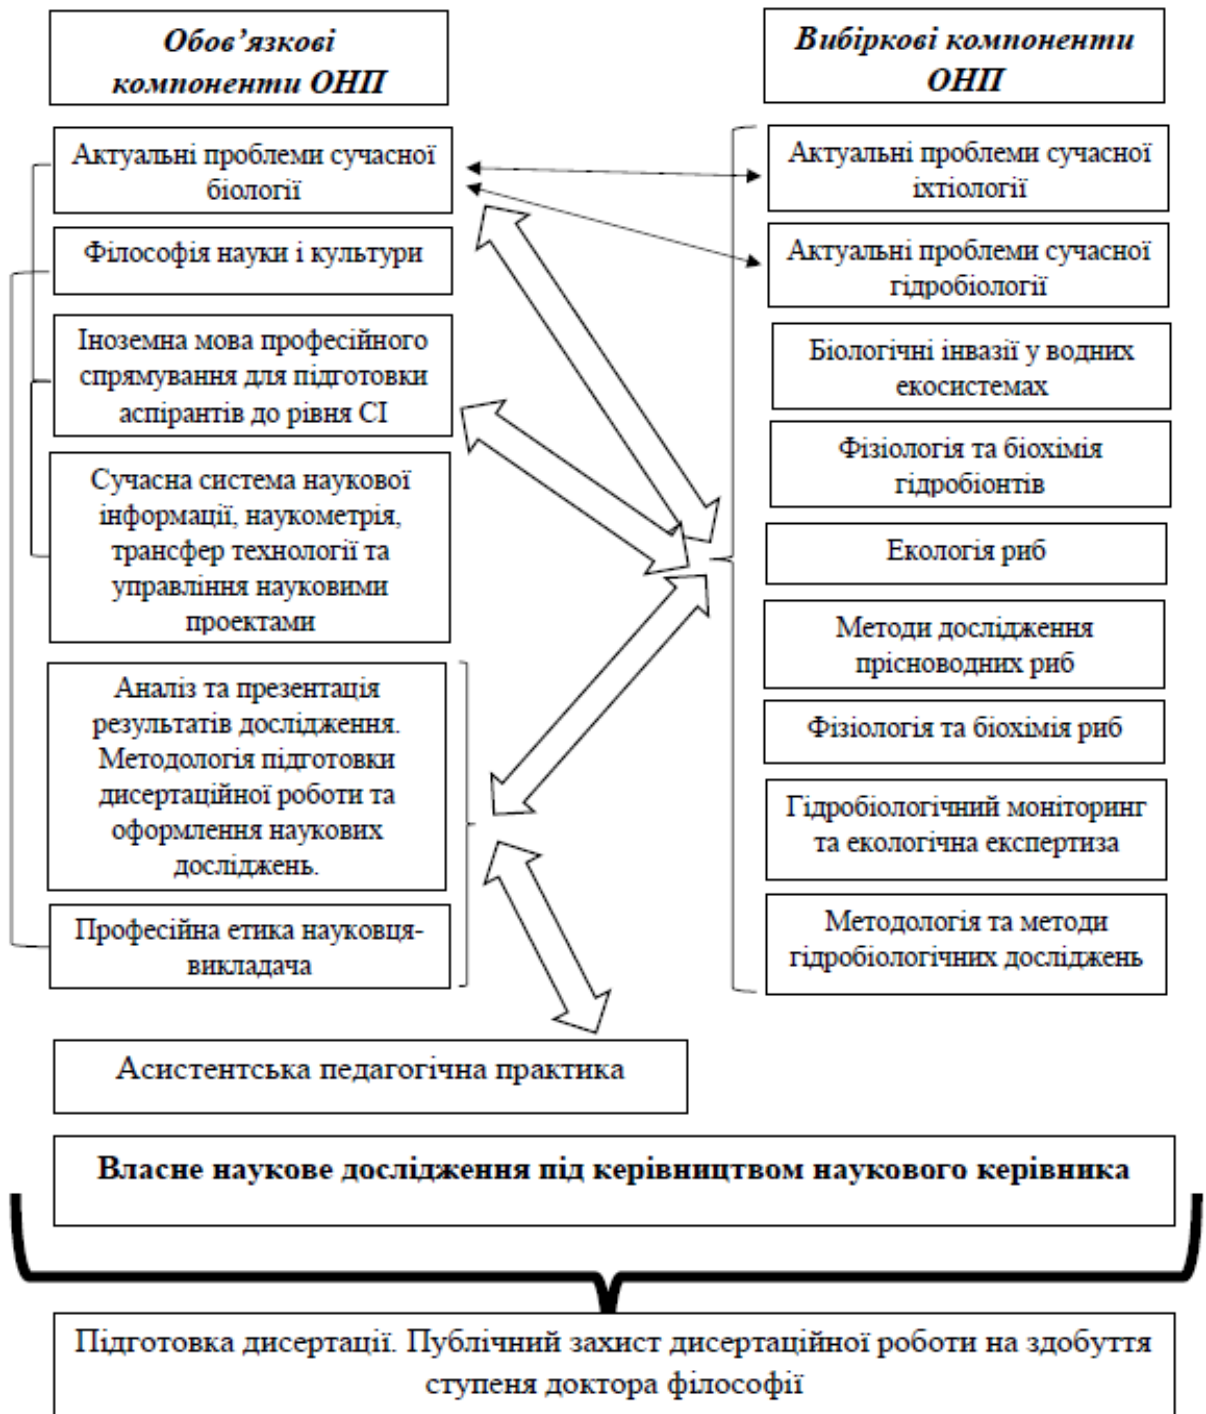 Обов’язкові
компоненти ОНП
Актуальні проблеми сучасної
біології
Філософія науки і культури
Іноземна мова професійного
спрямування для підготовки
аспірантів до рівня СІ
Сучасна система наукової
інформації, наукометрія,
трансфер технології та
управління науковими
проектами
Аналіз та презентація
результатів дослідження.
Методологія підготовки
дисертаційної роботи та
оформлення наукових
досліджень.
Професійна етика науковця-
викладача
Вибіркові компоненти
ОНП
Актуальні проблеми сучасної
іхтіології
Актуальні проблеми сучасної
гідробіології
Біологічні інвазії у водних
екосистемах
Фізіологія та біохімія
гідробіонтів
Екологія риб
Методи дослідження
прісноводних риб
Фізіологія та біохімія риб
Гідробіологічний моніторинг
та екологічна експертиза
Методологія та методи
гідробіологічних досліджень
Асистентська педагогічна практика
Власне наукове дослідження під керівництвом наукового керівника
Підготовка дисертації. Публічний захист дисертаційної роботи на здобуття
ступеня доктора філософії